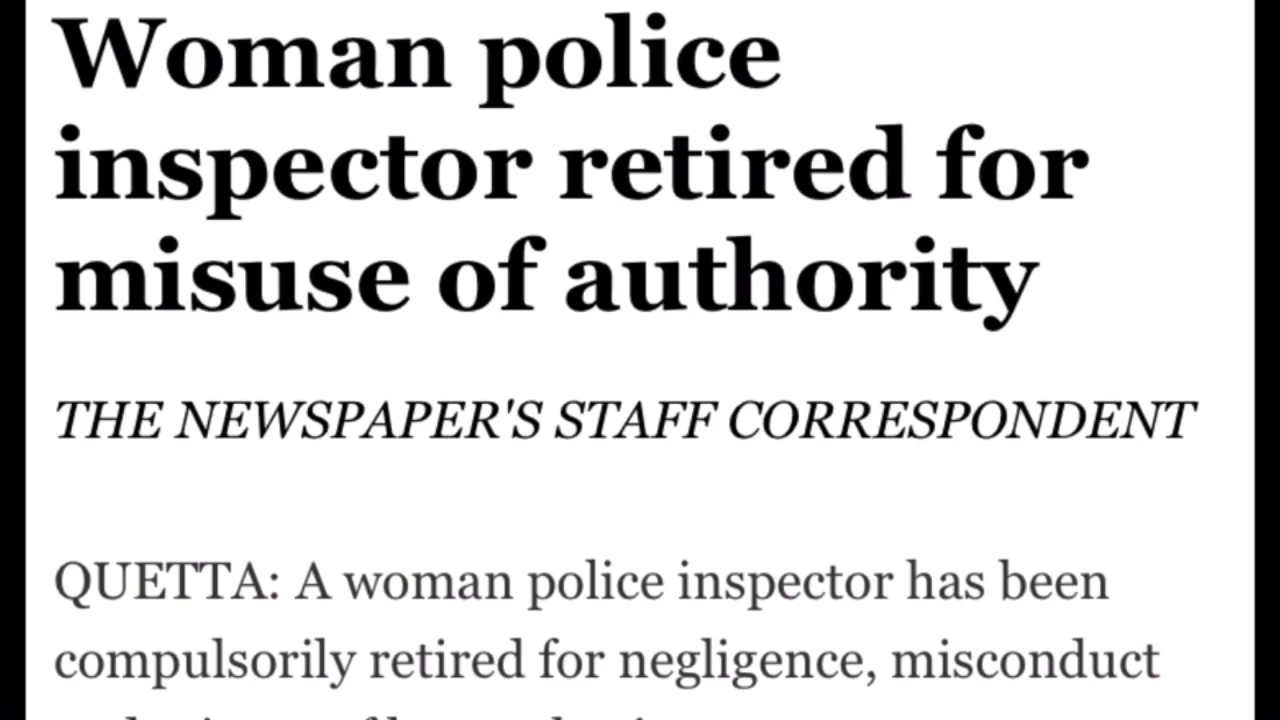 Woman police
inspector retired for
misuse of authority
THE NEWSPAPER'S STAFF CORRESPONDENT
QUETTA: A woman police inspector has been
compulsorily retired for negligence, misconduct